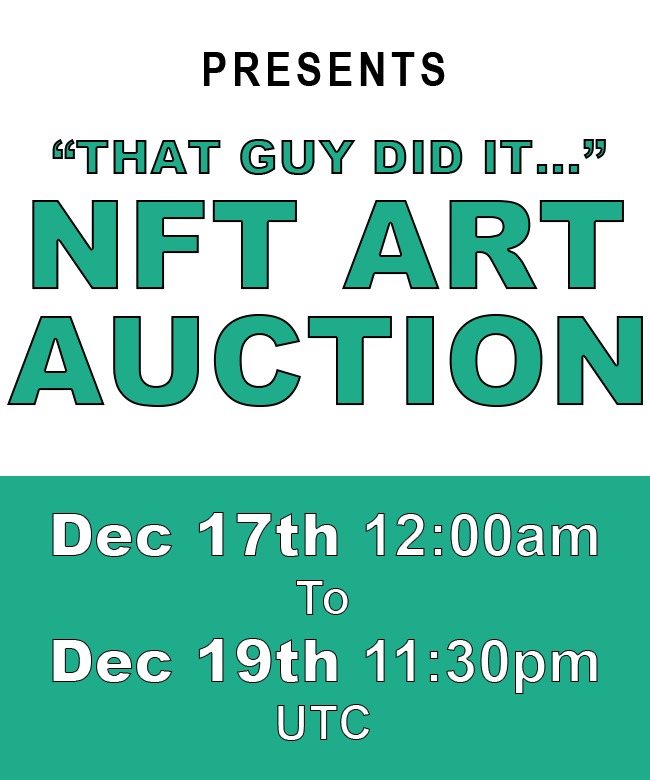 PRESENTS
“THAT GUY DID IT...”
NFT ART
AUCTION
Dec 17th 12:00am
To
Dec 19th 11:30pm
UTC